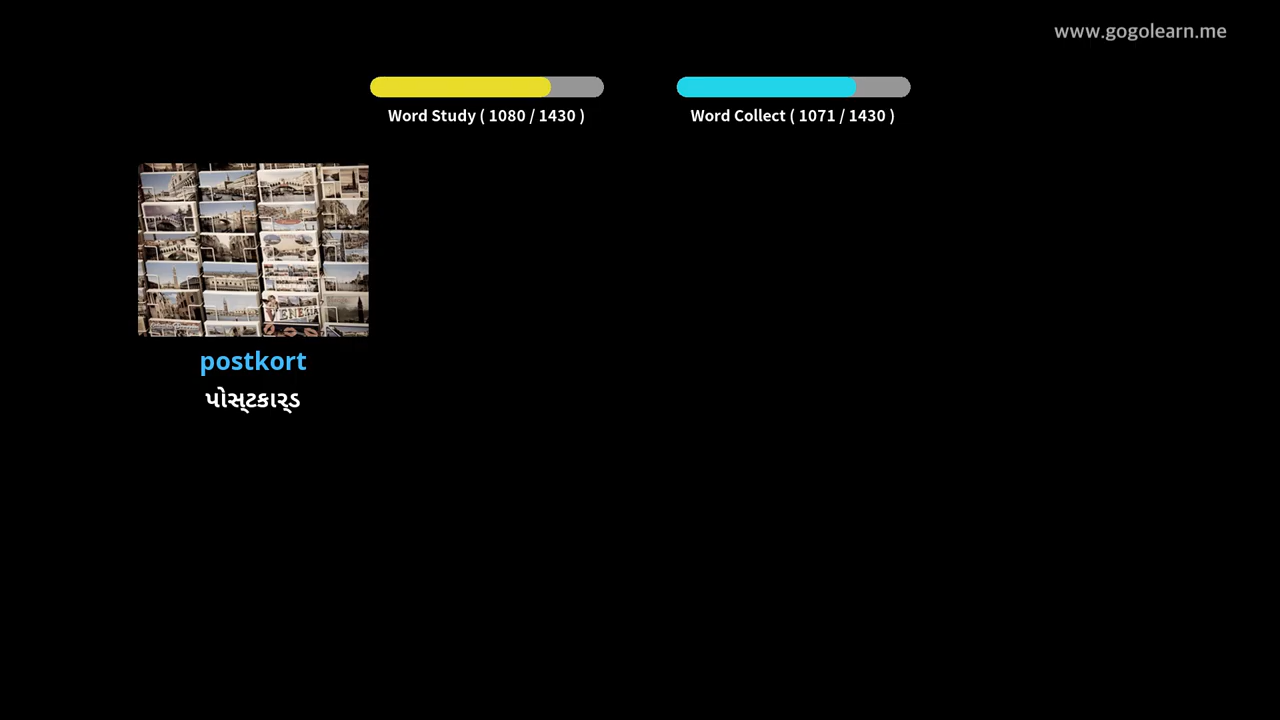 www.gogolearn.me
Word Study ( 1080 / 1430 )
Word Collect ( 1071 / 1430 )
postkort
પોસ્ટકાર્ડ